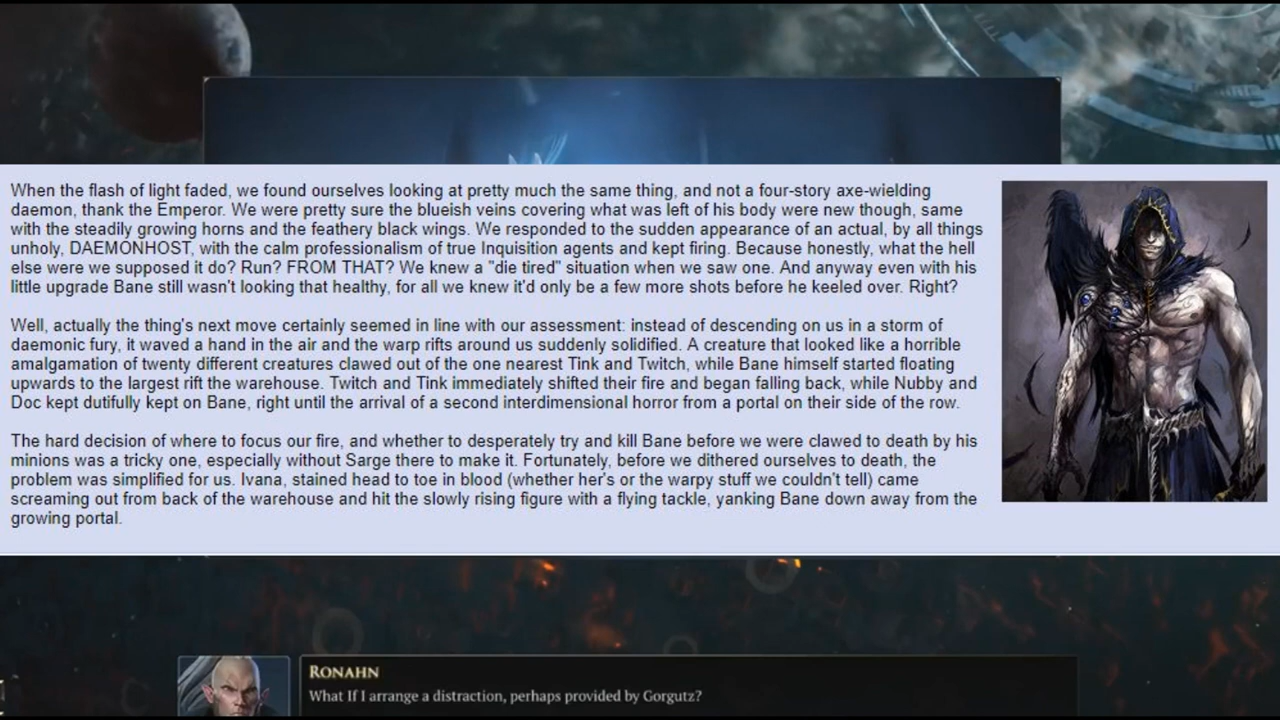 When the flash of light faded, we found ourselves looking at pretty much the same thing, and not a four-story axe-wielding
daemon, thank the Emperor. We were pretty sure the blueish veins covering what was left of his body were new though, same
with the steadily growing horns and the feathery black wings. We responded to the sudden appearance of an actual, by all things
unholy, DAEMONHOST, with the calm professionalism of true Inquisition agents and kept firing. Because honestly, what the hell
else were we supposed it do? Run? FROM THAT? We knew a "die tired" situation when we saw one. And anyway even with his
little upgrade Bane still wasn't looking that healthy, for all we knew it'd only be a few more shots before he keeled over. Right?
Well, actually the thing's next move certainly seemed in line with our assessment: instead of descending on us in a storm of
daemonic fury, it waved a hand in the air and the warp rifts around us suddenly solidified. A creature that looked like a horrible
amalgamation of twenty different creatures clawed out of the one nearest Tink and Twitch, while Bane himself started floating
upwards to the largest rift the warehouse. Twitch and Tink immediately shifted their fire and began falling back, while Nubby and
Doc kept dutifully kept on Bane, right until the arrival of a second interdimensional horror from a portal on their side of the row.
The hard decision of where to focus our fire, and whether to desperately try and kill Bane before we were clawed to death by his
minions was a tricky one, especially without Sarge there to make it. Fortunately, before we dithered ourselves to death, the
problem was simplified for us. Ivana, stained head to toe in blood (whether her's or the warpy stuff we couldn't tell) came
screaming out from back of the warehouse and hit the slowly rising figure with a flying tackle, yanking Bane down away from the
growing portal.
RONAHN
What If I arrange a distraction, perhaps provided by Gorgutz?